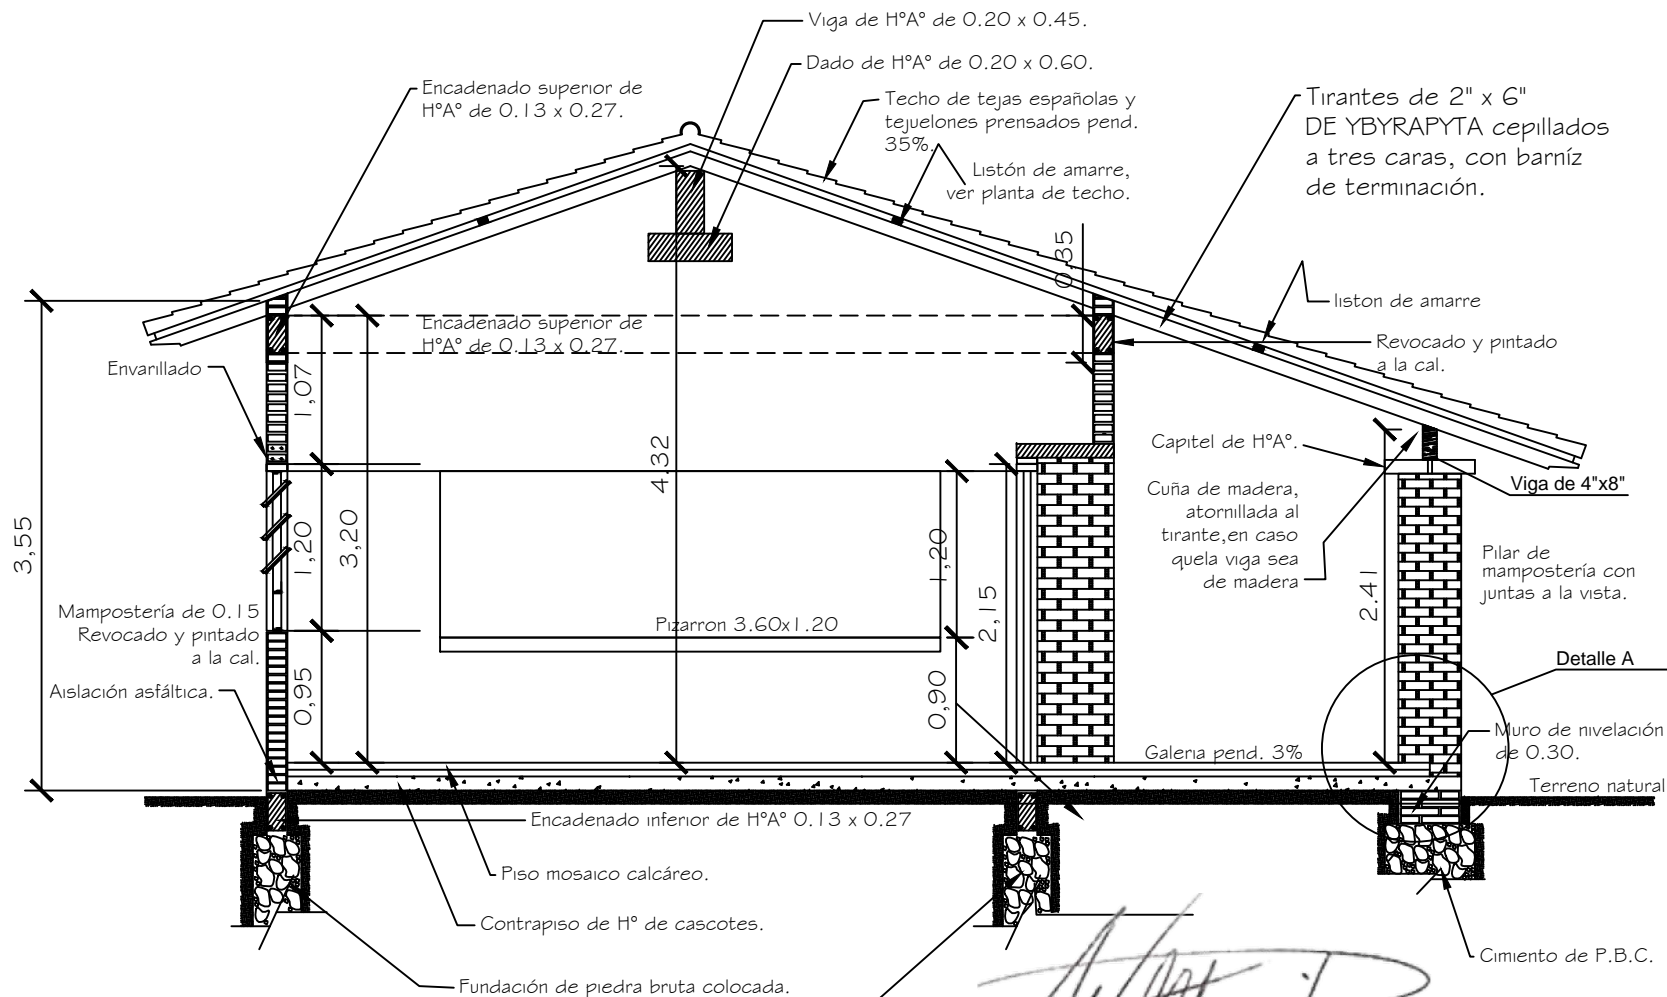 Viga de H°A° de 0.20 x 0.45.
Dado de H°A° de 0.20 x 0.60.
Encadenado superior de
H°A° de 0.13 x 0.27.
Techo de tejas españolas y
tejuelones prensados pend.
35%.
Listón de amarre,
ver planta de techo.
Tirantes de 2" x 6"
DE YBYRAPYTA cepillados
a tres caras, con barníz
de terminación.
0.35
liston de amarre
Encadenado superior de
H°A° de 0.13 x 0.27.
Revocado y pintado
a la cal.
Envarillado
1,07
3,55
1,20
3,20
4,32
Capitel de H°A°.
Viga de 4"x8"
Cuña de madera,
atornillada al
tirante,en caso
quela viga sea
de madera
1,20
2,15
2.41
Pilar de
mampostería con
juntas a la vista.
Mampostería de 0.15
Revocado y pintado
a la cal.
Pizarron 3.60x1.20
Detalle A
Aislación asfáltica.
0,95
0,90
Muro de nivelación
de 0.30.
Galeria pend. 3%
Terreno natural
Encadenado inferior de H°A° 0.13 x 0.27
Piso mosaico calcáreo.
Contrapiso de H° de cascotes.
Cimiento de P.B.C.
Fundación de piedra bruta colocada.